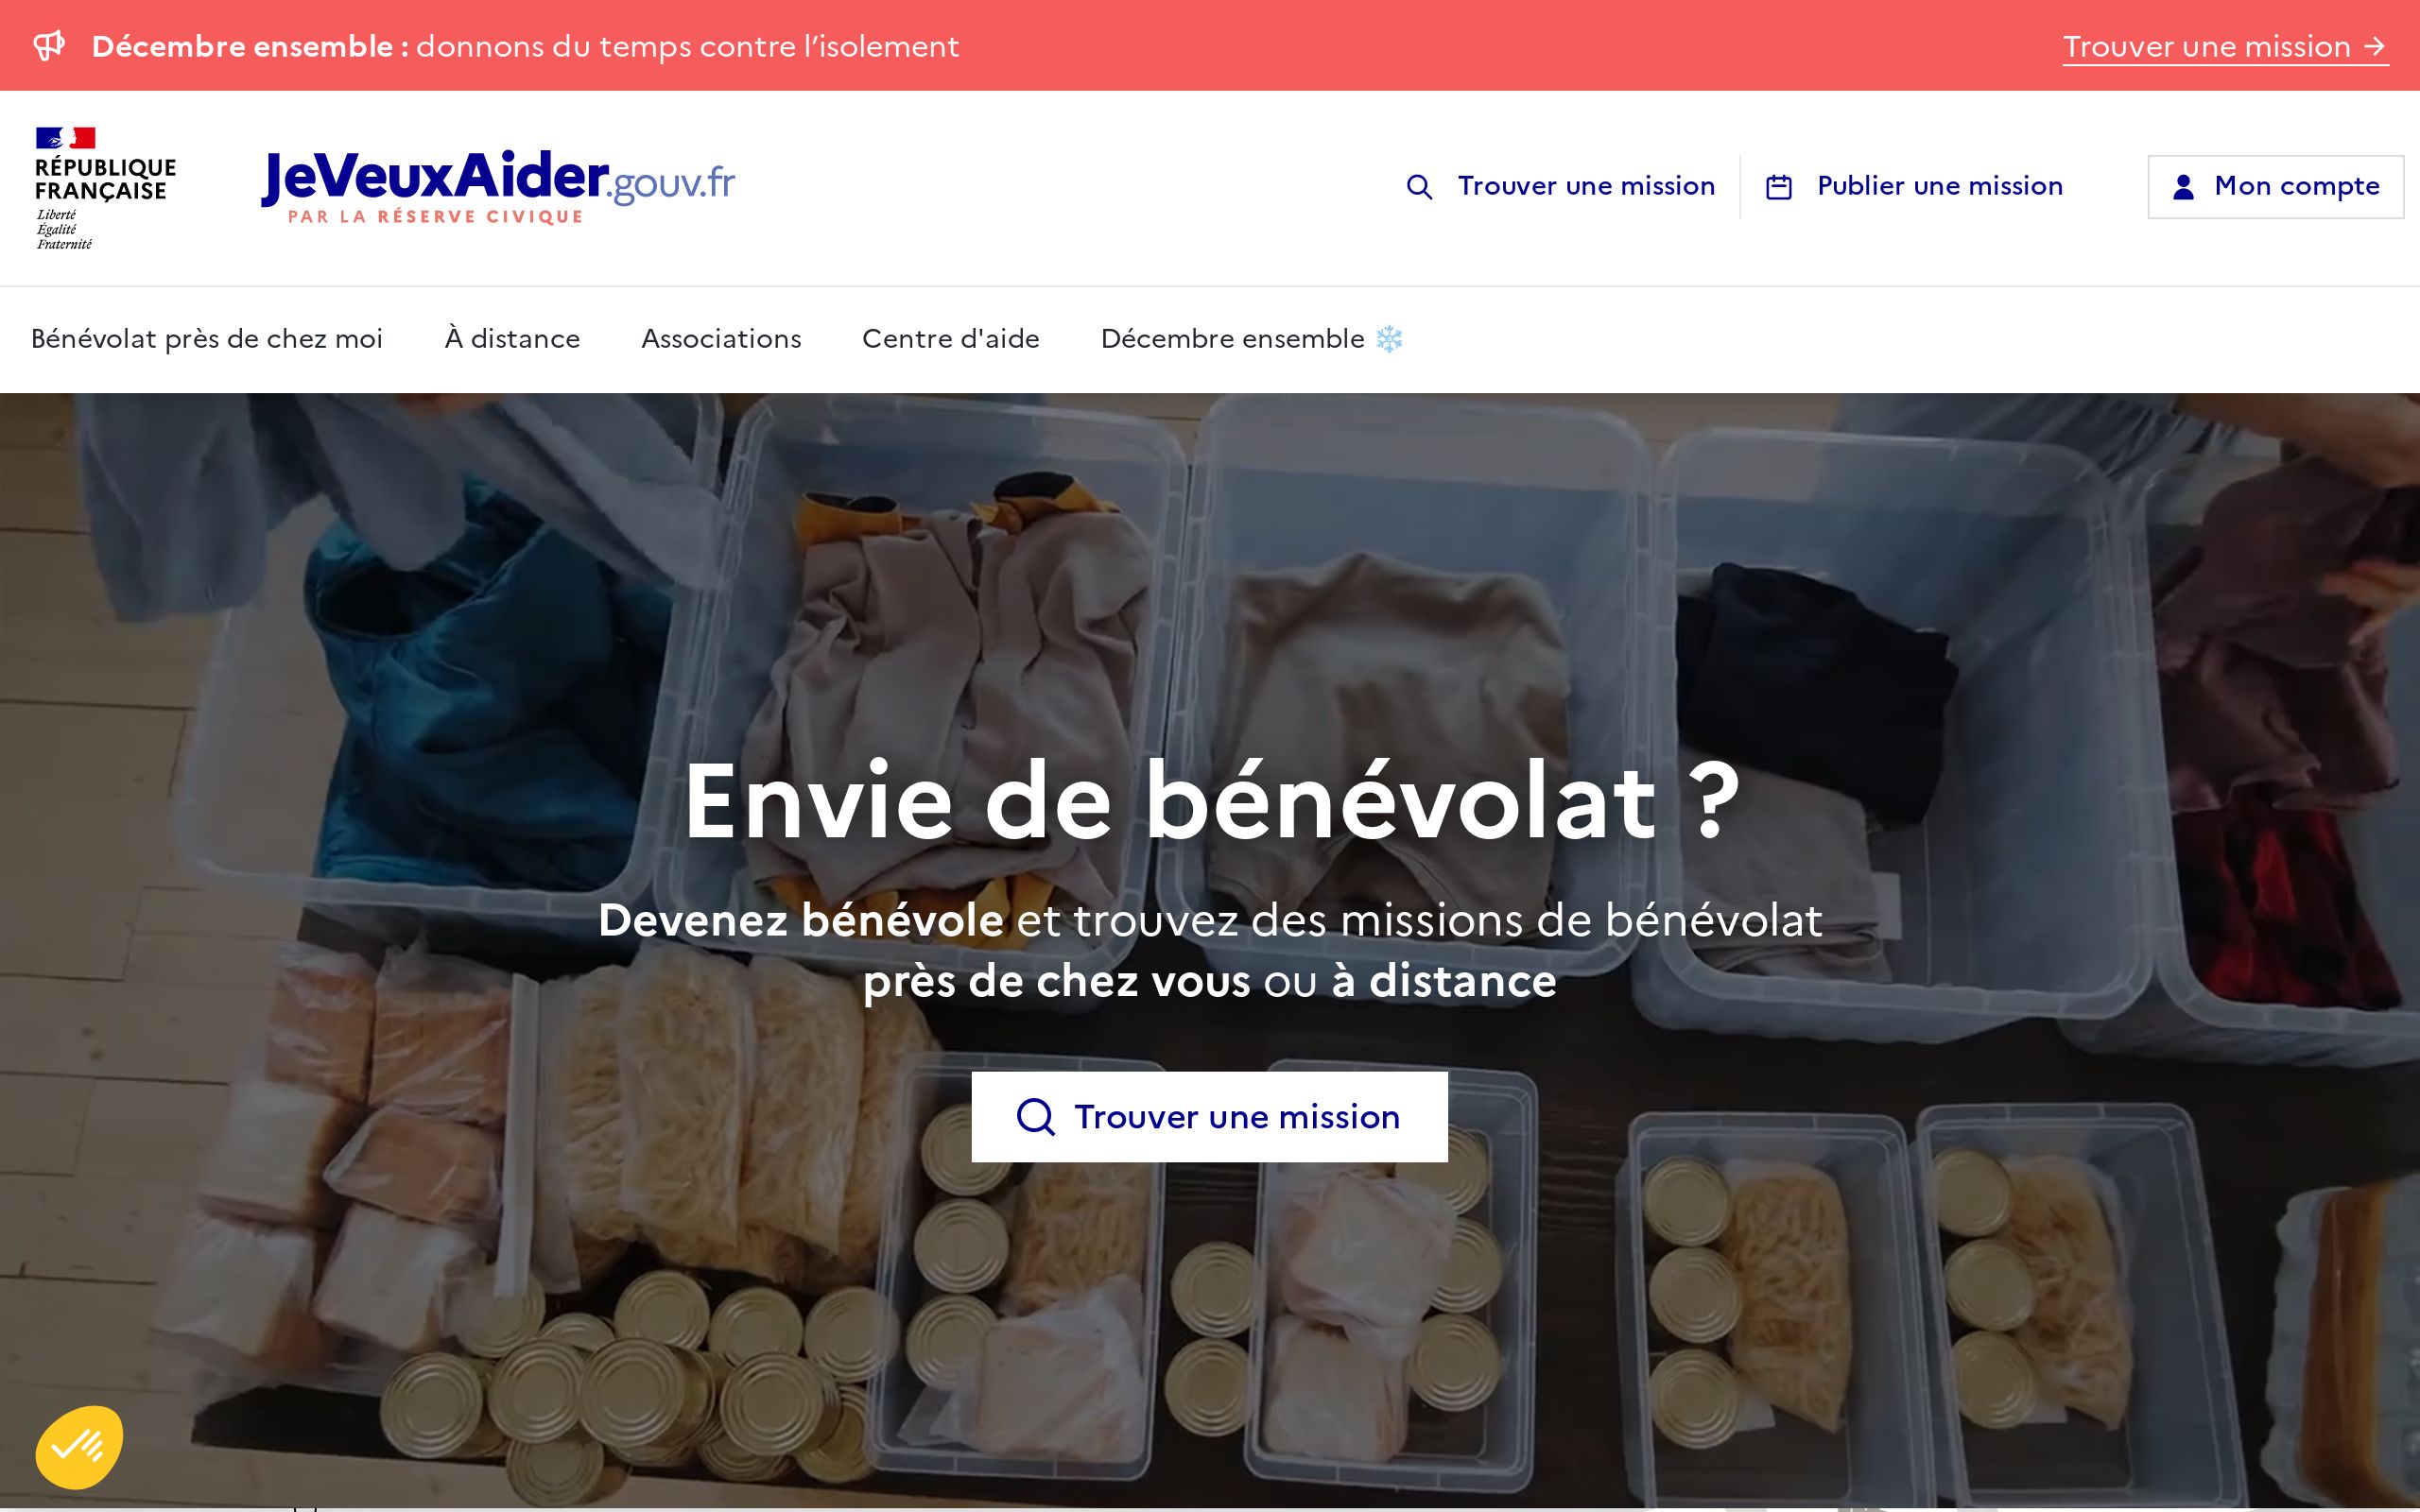 Décembre ensemble : donnons du temps contre l’isolement
Trouver une mission →
RÉPUBLIQUE
FRANÇAISE
Liberté
Égalité
Fraternité
JeVeuxAider.gouv.fr
PAR LA RÉSERVE CIVIQUE
Trouver une mission
Publier une mission
Mon compte
Bénévolat près de chez moi
À distance
Associations
Centre d'aide
Décembre ensemble ❄️
Envie de bénévolat ?
Devenez bénévole et trouvez des missions de bénévolat
près de chez vous ou à distance
Trouver une mission